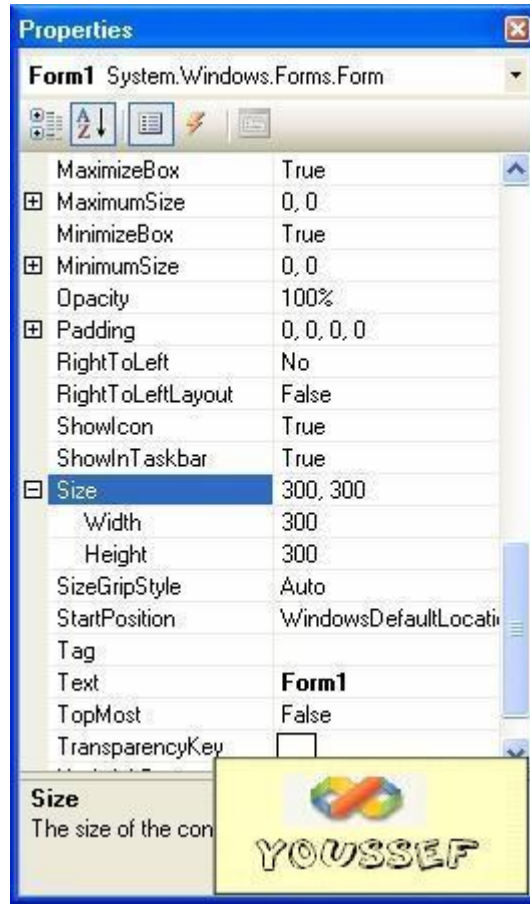 Properties
Form1 System.Windows.Forms.Form
MaximizeBox True
MaximumSize 0, 0
MinimizeBox True
MinimumSize 0, 0
Opacity 100%
Padding 0, 0, 0, 0
RightToLeft No
RightToLeftLayout False
ShowIcon True
ShowInTaskbar True
Size 300, 300
Width 300
Height 300
SizeGripStyle Auto
StartPosition WindowsDefaultLocati
Tag
Text Form1
TopMost False
TransparencyKey
Size
The size of the con
YOUSSEF